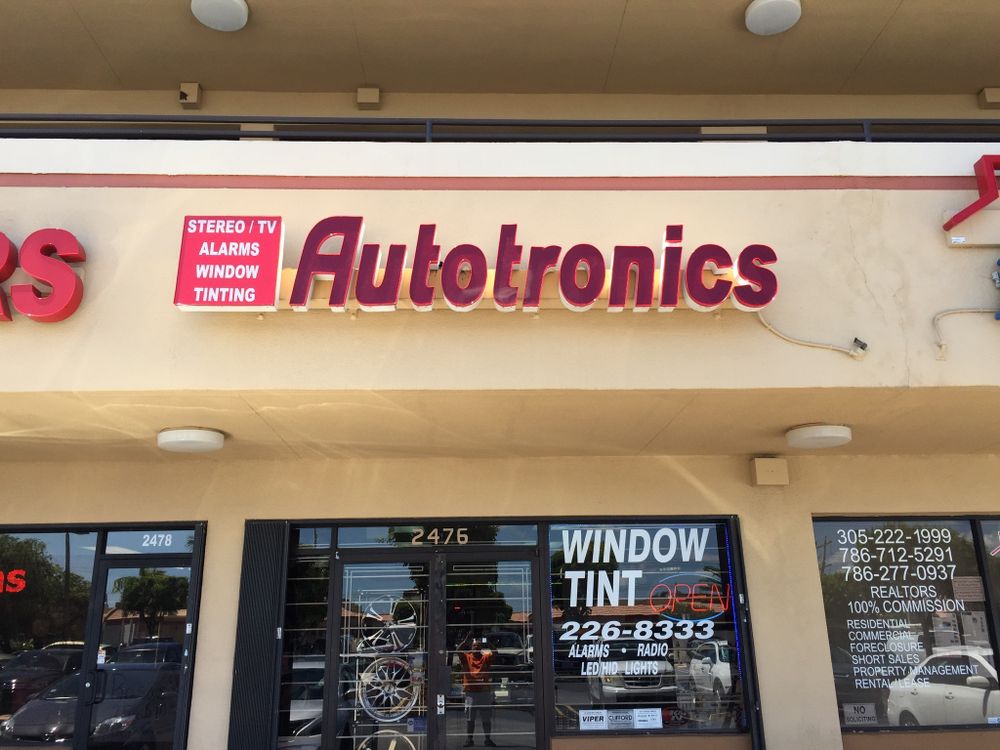 RS
STEREO / TV
ALARMS
WINDOW
TINTING
Autotronics
2478
2476
WINDOW
TINT
OPEN
226-8333
ALARMS • RADIO
LED/HID LIGHTS
VIPER
CLIFFORD
305-222-1999
786-712-5291
786-277-0937
REALTORS
100% COMMISSION
RESIDENTIAL
COMMERCIAL
FORECLOSURE
SHORT SALES
PROPERTY MANAGEMENT
RENTAL/LEASE
NO
SOLICITING